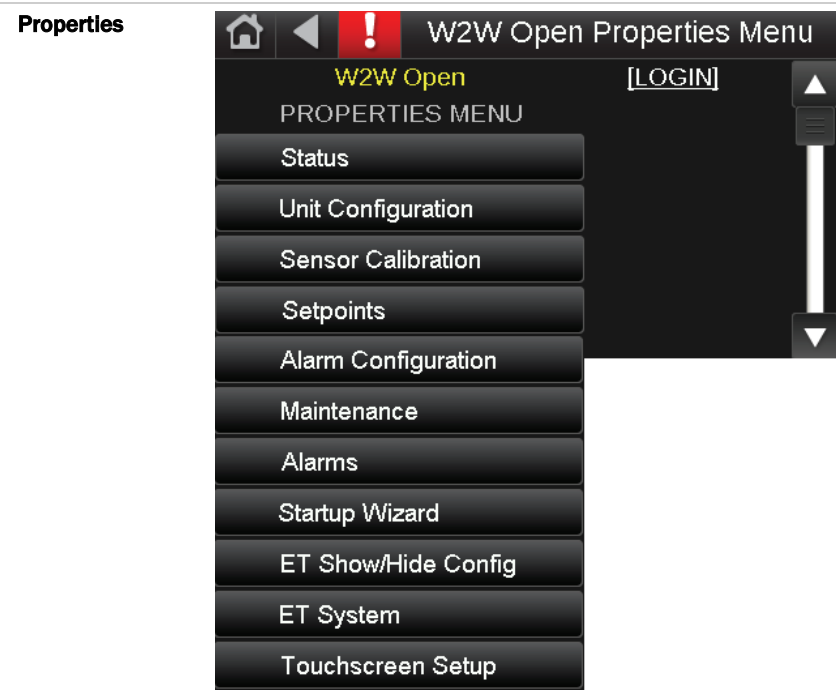 Properties
W2W Open Properties Menu
W2W Open [LOGIN]
PROPERTIES MENU
Status
Unit Configuration
Sensor Calibration
Setpoints
Alarm Configuration
Maintenance
Alarms
Startup Wizard
ET Show/Hide Config
ET System
Touchscreen Setup